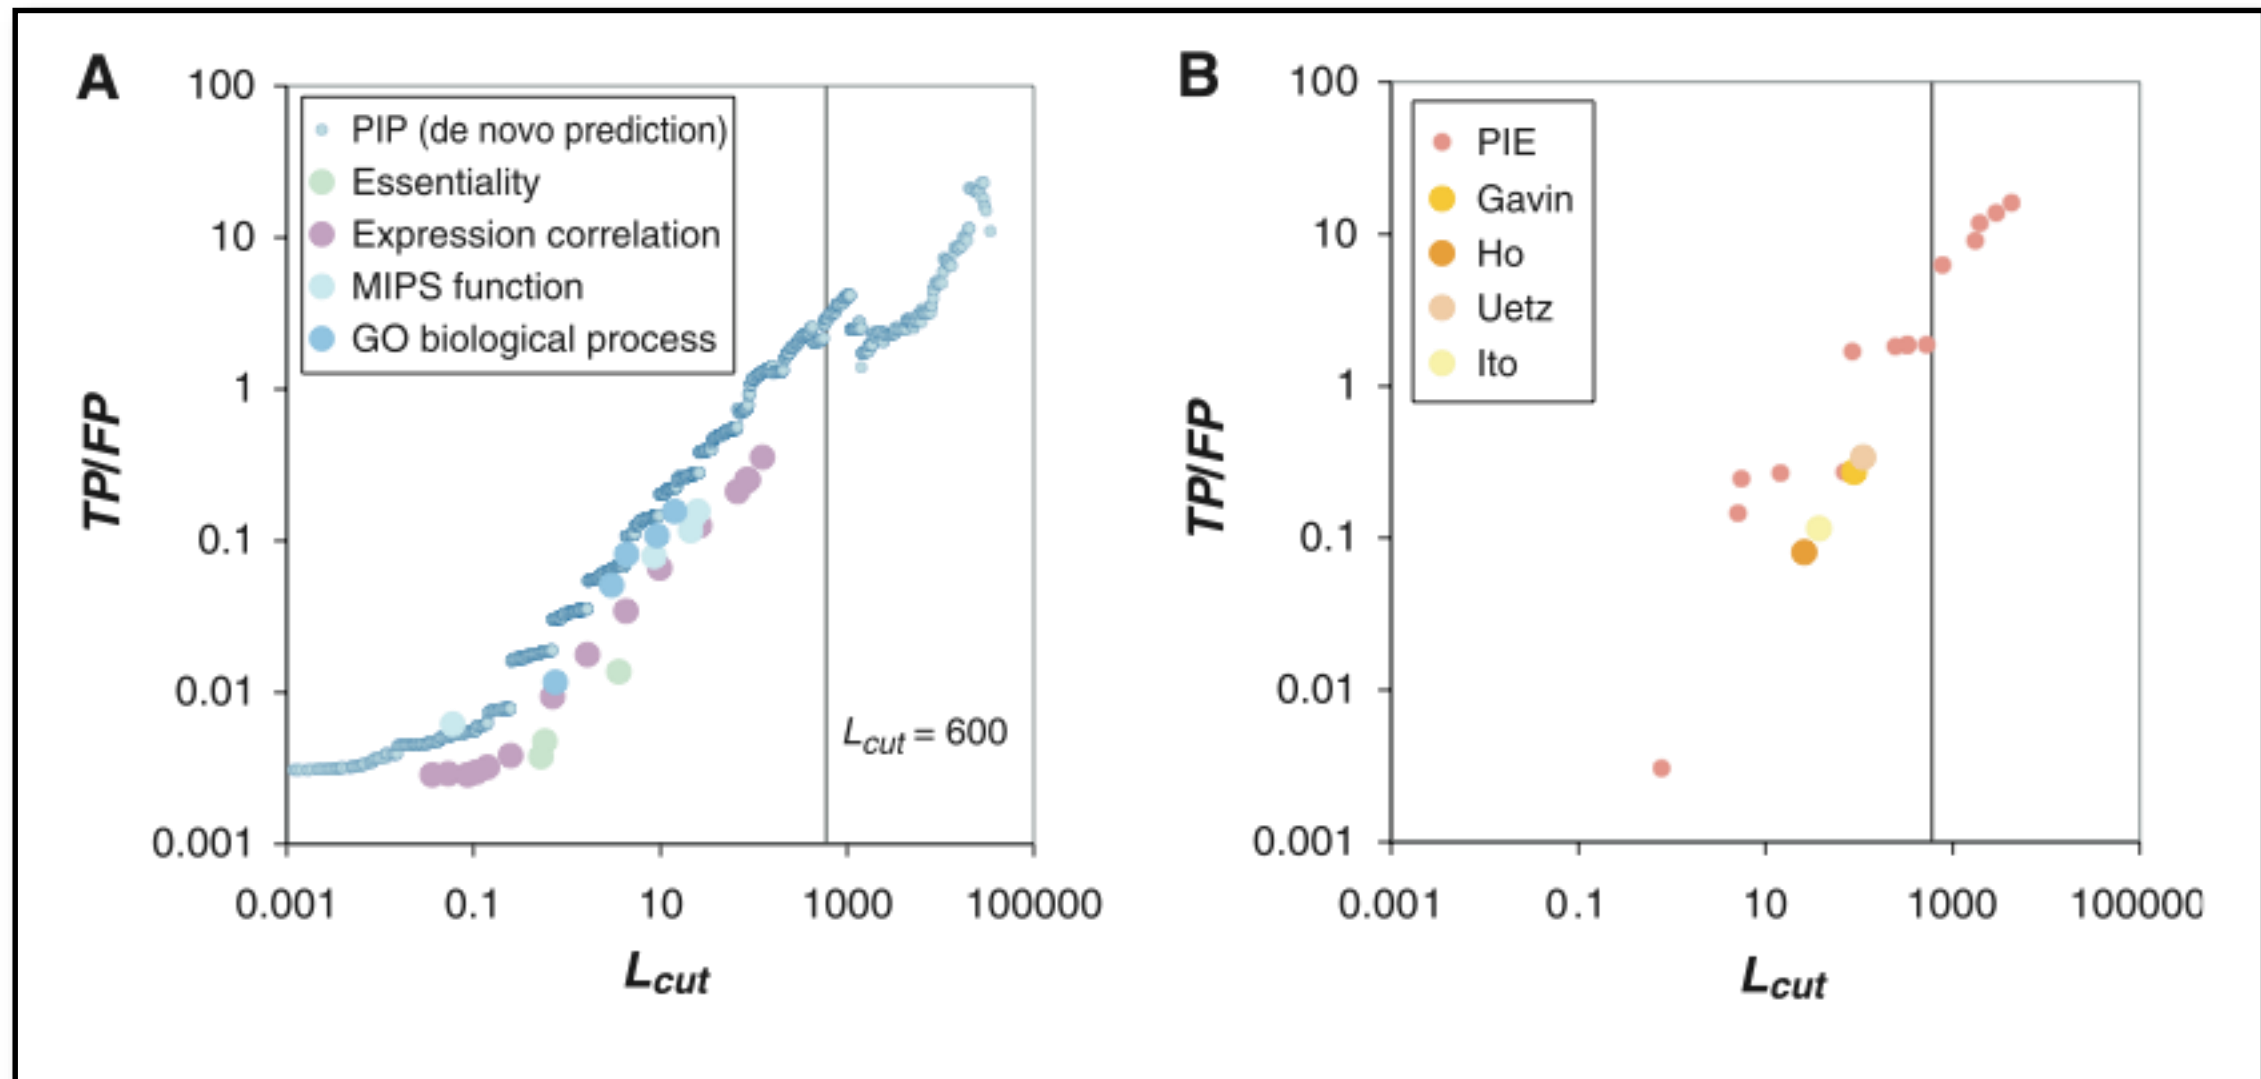 A
100
10
1
0.1
0.01
0.001
TP/FP
PIP (de novo prediction)
Essentiality
Expression correlation
MIPS function
GO biological process
Lcut = 600
0.001 0.1 10 1000 100000
Lcut
B
100
10
1
0.1
0.01
0.001
TP/FP
PIE
Gavin
Ho
Uetz
Ito
0.001 0.1 10 1000 100000
Lcut